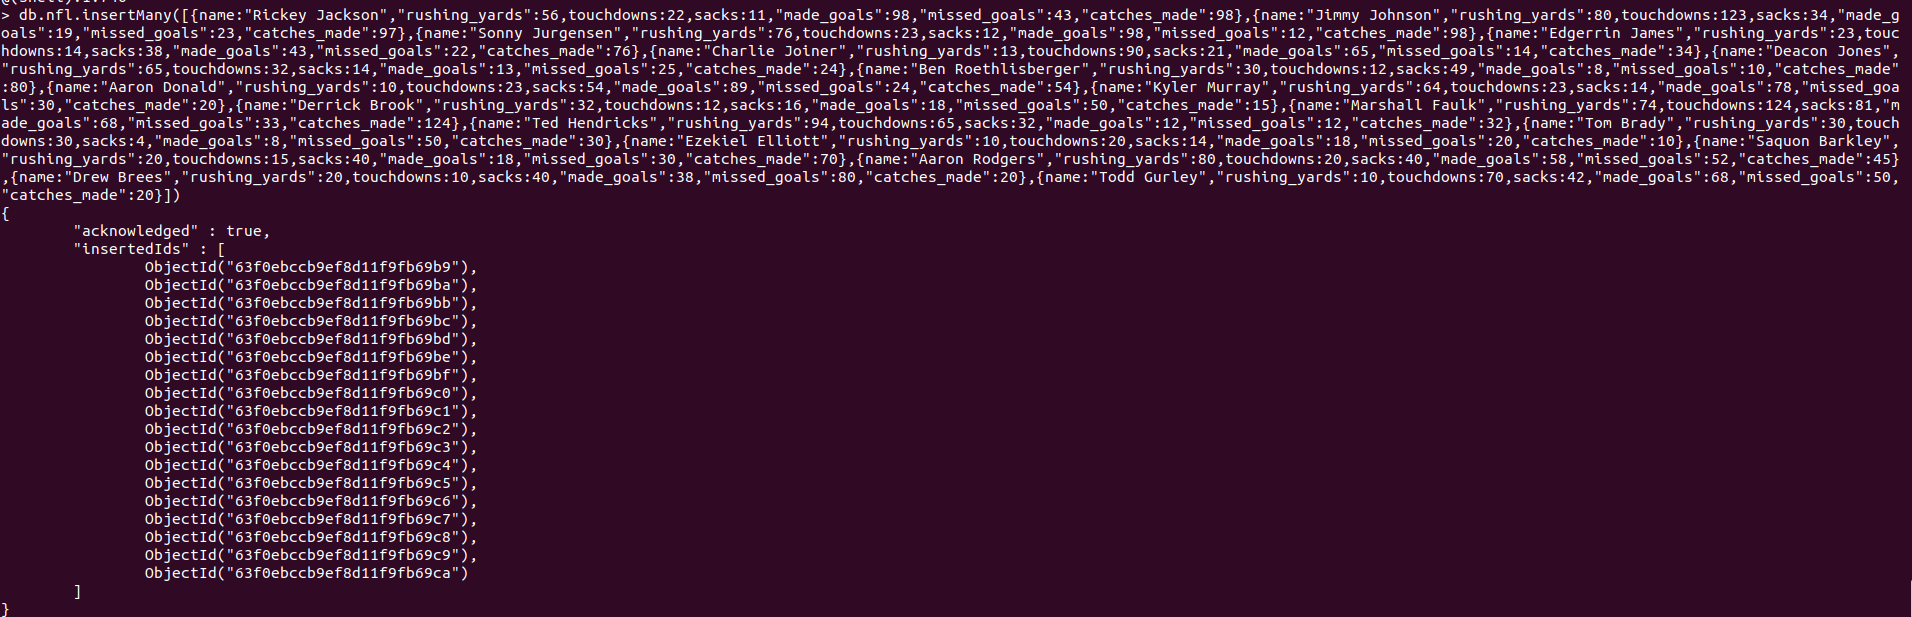 > db.nfl.insertMany([{name:"Rickey Jackson","rushing_yards":56,touchdowns:22,sacks:11,"made_goals":98,"missed_goals":43,"catches_made":98},{name:"Jimmy Johnson","rushing_yards":80,touchdowns:123,sacks:34,"made_g
oals":19,"missed_goals":23,"catches_made":97},{name:"Sonny Jurgensen","rushing_yards":76,touchdowns:23,sacks:12,"made_goals":98,"missed_goals":12,"catches_made":98},{name:"Edgerrin James","rushing_yards":23,touc
hdowns:14,sacks:38,"made_goals":43,"missed_goals":22,"catches_made":76},{name:"Charlie Joiner","rushing_yards":13,touchdowns:90,sacks:21,"made_goals":65,"missed_goals":14,"catches_made":34},{name:"Deacon Jones",
"rushing_yards":65,touchdowns:32,sacks:14,"made_goals":13,"missed_goals":25,"catches_made":24},{name:"Ben Roethlisberger","rushing_yards":30,touchdowns:12,sacks:49,"made_goals":8,"missed_goals":10,"catches_made"
:80},{name:"Aaron Donald","rushing_yards":10,touchdowns:23,sacks:54,"made_goals":89,"missed_goals":24,"catches_made":54},{name:"Kyler Murray","rushing_yards":64,touchdowns:23,sacks:14,"made_goals":78,"missed_goa
ls":30,"catches_made":20},{name:"Derrick Brook","rushing_yards":32,touchdowns:12,sacks:16,"made_goals":18,"missed_goals":50,"catches_made":15},{name:"Marshall Faulk","rushing_yards":74,touchdowns:124,sacks:81,"m
ade_goals":68,"missed_goals":33,"catches_made":124},{name:"Ted Hendricks","rushing_yards":94,touchdowns:65,sacks:32,"made_goals":12,"missed_goals":12,"catches_made":32},{name:"Tom Brady","rushing_yards":30,touch
downs:30,sacks:4,"made_goals":8,"missed_goals":50,"catches_made":30},{name:"Ezekiel Elliott","rushing_yards":10,touchdowns:20,sacks:14,"made_goals":18,"missed_goals":20,"catches_made":10},{name:"Saquon Barkley",
"rushing_yards":20,touchdowns:15,sacks:40,"made_goals":18,"missed_goals":30,"catches_made":70},{name:"Aaron Rodgers","rushing_yards":80,touchdowns:20,sacks:40,"made_goals":58,"missed_goals":52,"catches_made":45}
,{name:"Drew Brees","rushing_yards":20,touchdowns:10,sacks:40,"made_goals":38,"missed_goals":80,"catches_made":20},{name:"Todd Gurley","rushing_yards":10,touchdowns:70,sacks:42,"made_goals":68,"missed_goals":50,
"catches_made":20}])
{
"acknowledged" : true,
"insertedIds" : [
ObjectId("63f0ebccb9ef8d11f9fb69b9"),
ObjectId("63f0ebccb9ef8d11f9fb69ba"),
ObjectId("63f0ebccb9ef8d11f9fb69bb"),
ObjectId("63f0ebccb9ef8d11f9fb69bc"),
ObjectId("63f0ebccb9ef8d11f9fb69bd"),
ObjectId("63f0ebccb9ef8d11f9fb69be"),
ObjectId("63f0ebccb9ef8d11f9fb69bf"),
ObjectId("63f0ebccb9ef8d11f9fb69c0"),
ObjectId("63f0ebccb9ef8d11f9fb69c1"),
ObjectId("63f0ebccb9ef8d11f9fb69c2"),
ObjectId("63f0ebccb9ef8d11f9fb69c3"),
ObjectId("63f0ebccb9ef8d11f9fb69c4"),
ObjectId("63f0ebccb9ef8d11f9fb69c5"),
ObjectId("63f0ebccb9ef8d11f9fb69c6"),
ObjectId("63f0ebccb9ef8d11f9fb69c7"),
ObjectId("63f0ebccb9ef8d11f9fb69c8"),
ObjectId("63f0ebccb9ef8d11f9fb69c9"),
ObjectId("63f0ebccb9ef8d11f9fb69ca")
]
}